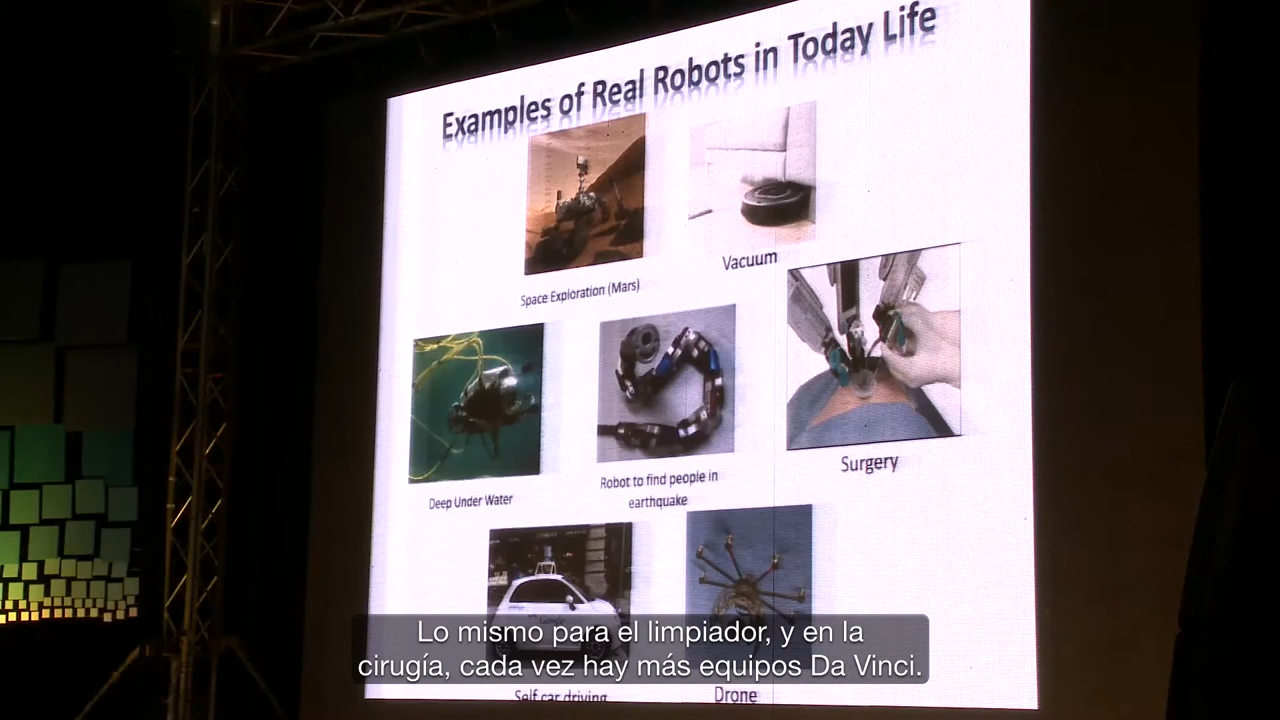 Examples of Real Robots in Today Life
Space Exploration (Mars)
Vacuum
Deep Under Water
Robot to find people in
earthquake
Surgery
Google
Self car driving
Drone
Lo mismo para el limpiador, y en la
cirugía, cada vez hay más equipos Da Vinci.